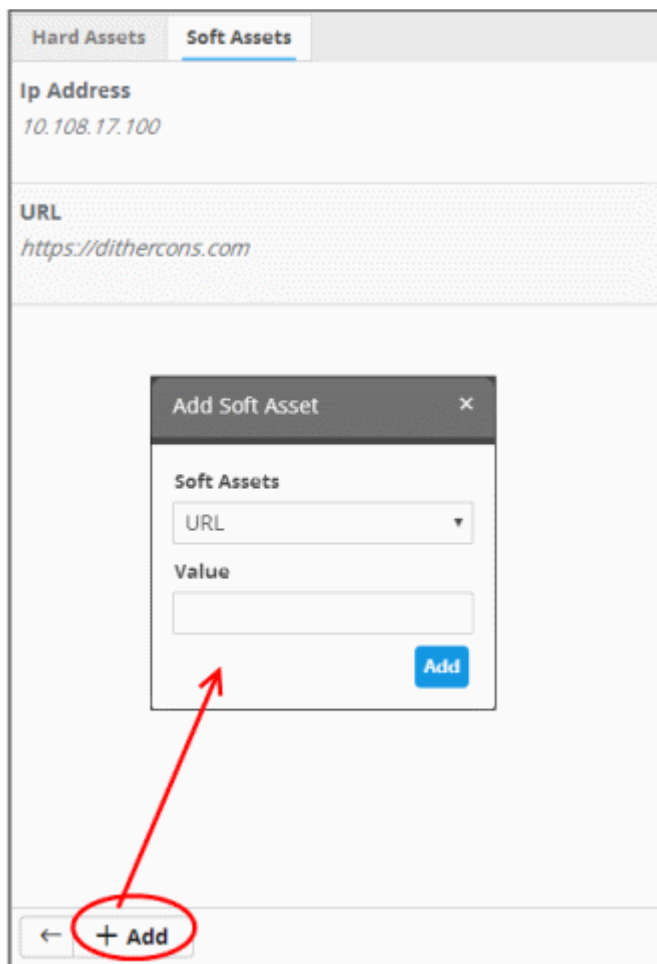 Hard Assets
Soft Assets
Ip Address
10.108.17.100
URL
https://dithercons.com
Add Soft Asset ×
Soft Assets
URL
Value
Add
← + Add